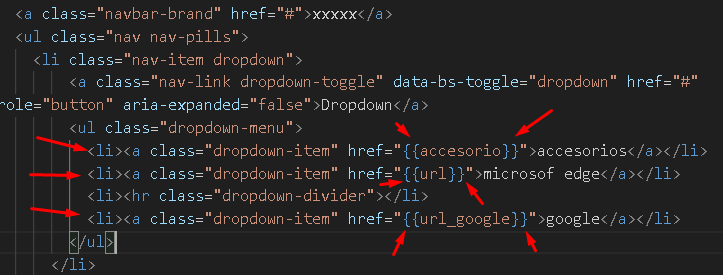 <a class="navbar-brand" href="#">xxxxx</a>
<ul class="nav nav-pills">
<li class="nav-item dropdown">
<a class="nav-link dropdown-toggle" data-bs-toggle="dropdown" href="#"
role="button" aria-expanded="false">Dropdown</a>
<ul class="dropdown-menu">
<li><a class="dropdown-item" href="{{accesorio}}">accesorios</a></li>
<li><a class="dropdown-item" href="{{url}}">microsof edge</a></li>
<li><hr class="dropdown-divider"></li>
<li><a class="dropdown-item" href="{{url_google}}">google</a></li>
</ul>
</li>